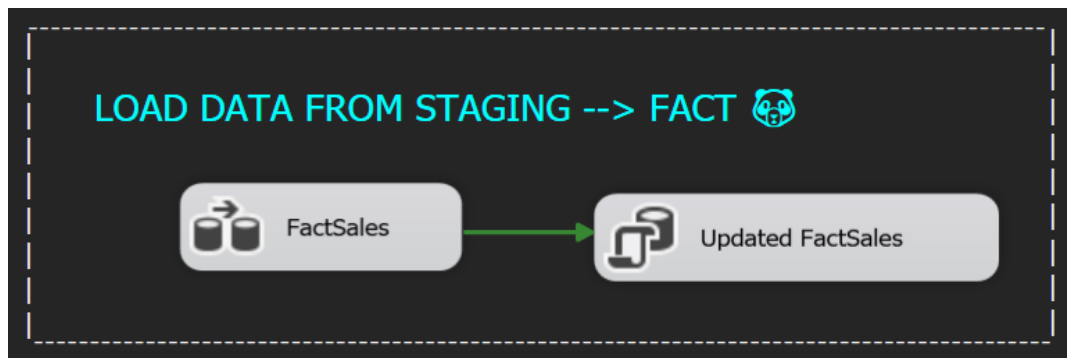 LOAD DATA FROM STAGING --> FACT 🐼
FactSales
Updated FactSales